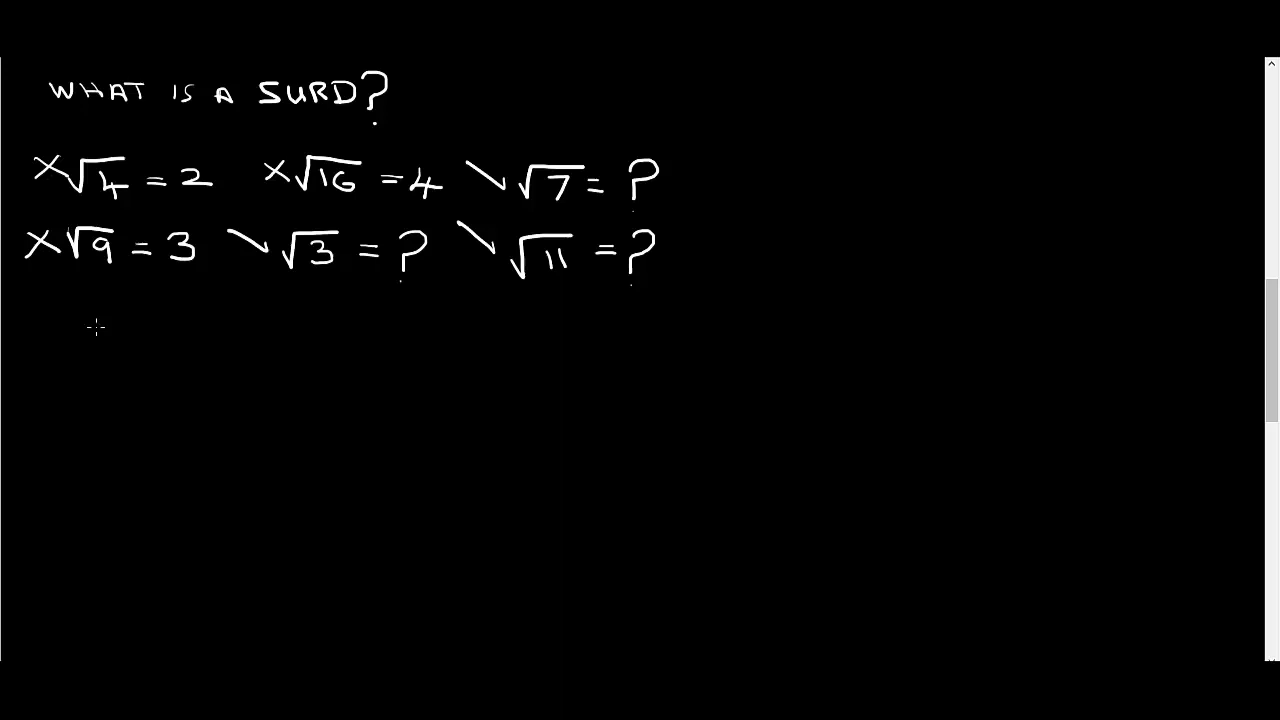 WHAT IS A SURD?
×√4 = 2 ×√16 = 4 \√7 = ?
×√9 = 3 \√3 = ? \√11 = ?